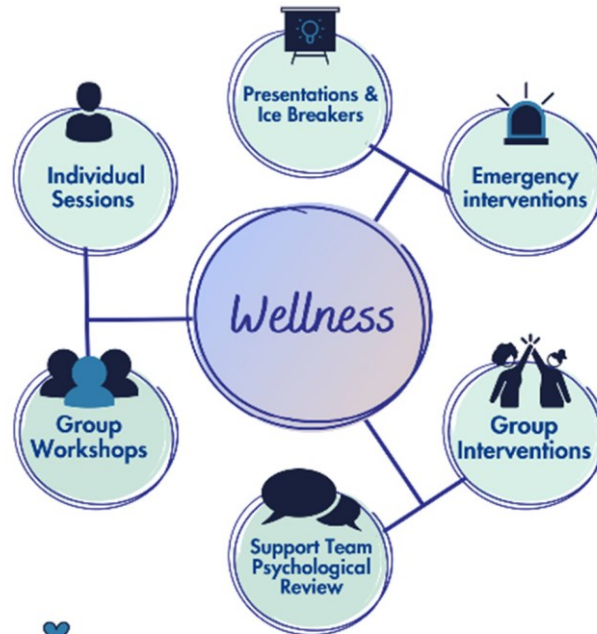 Presentations &
Ice Breakers
Individual
Sessions
Emergency
interventions
Wellness
Group
Workshops
Group
Interventions
Support Team
Psychological
Review